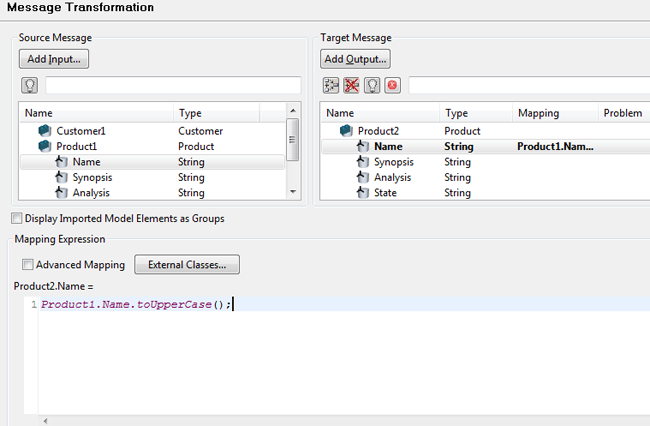 Message Transformation
Source Message
Target Message
Add Input...
Add Output...
Name Type
Name Type Mapping Problem
Customer1 Customer
Product2 Product
Product1 Product
Name String Product1.Nam...
Name String
Synopsis String
Synopsis String
Analysis String
Analysis String
State String
Display Imported Model Elements as Groups
Mapping Expression
Advanced Mapping
External Classes...
Product2.Name =
1 Product1.Name.toUpperCase();